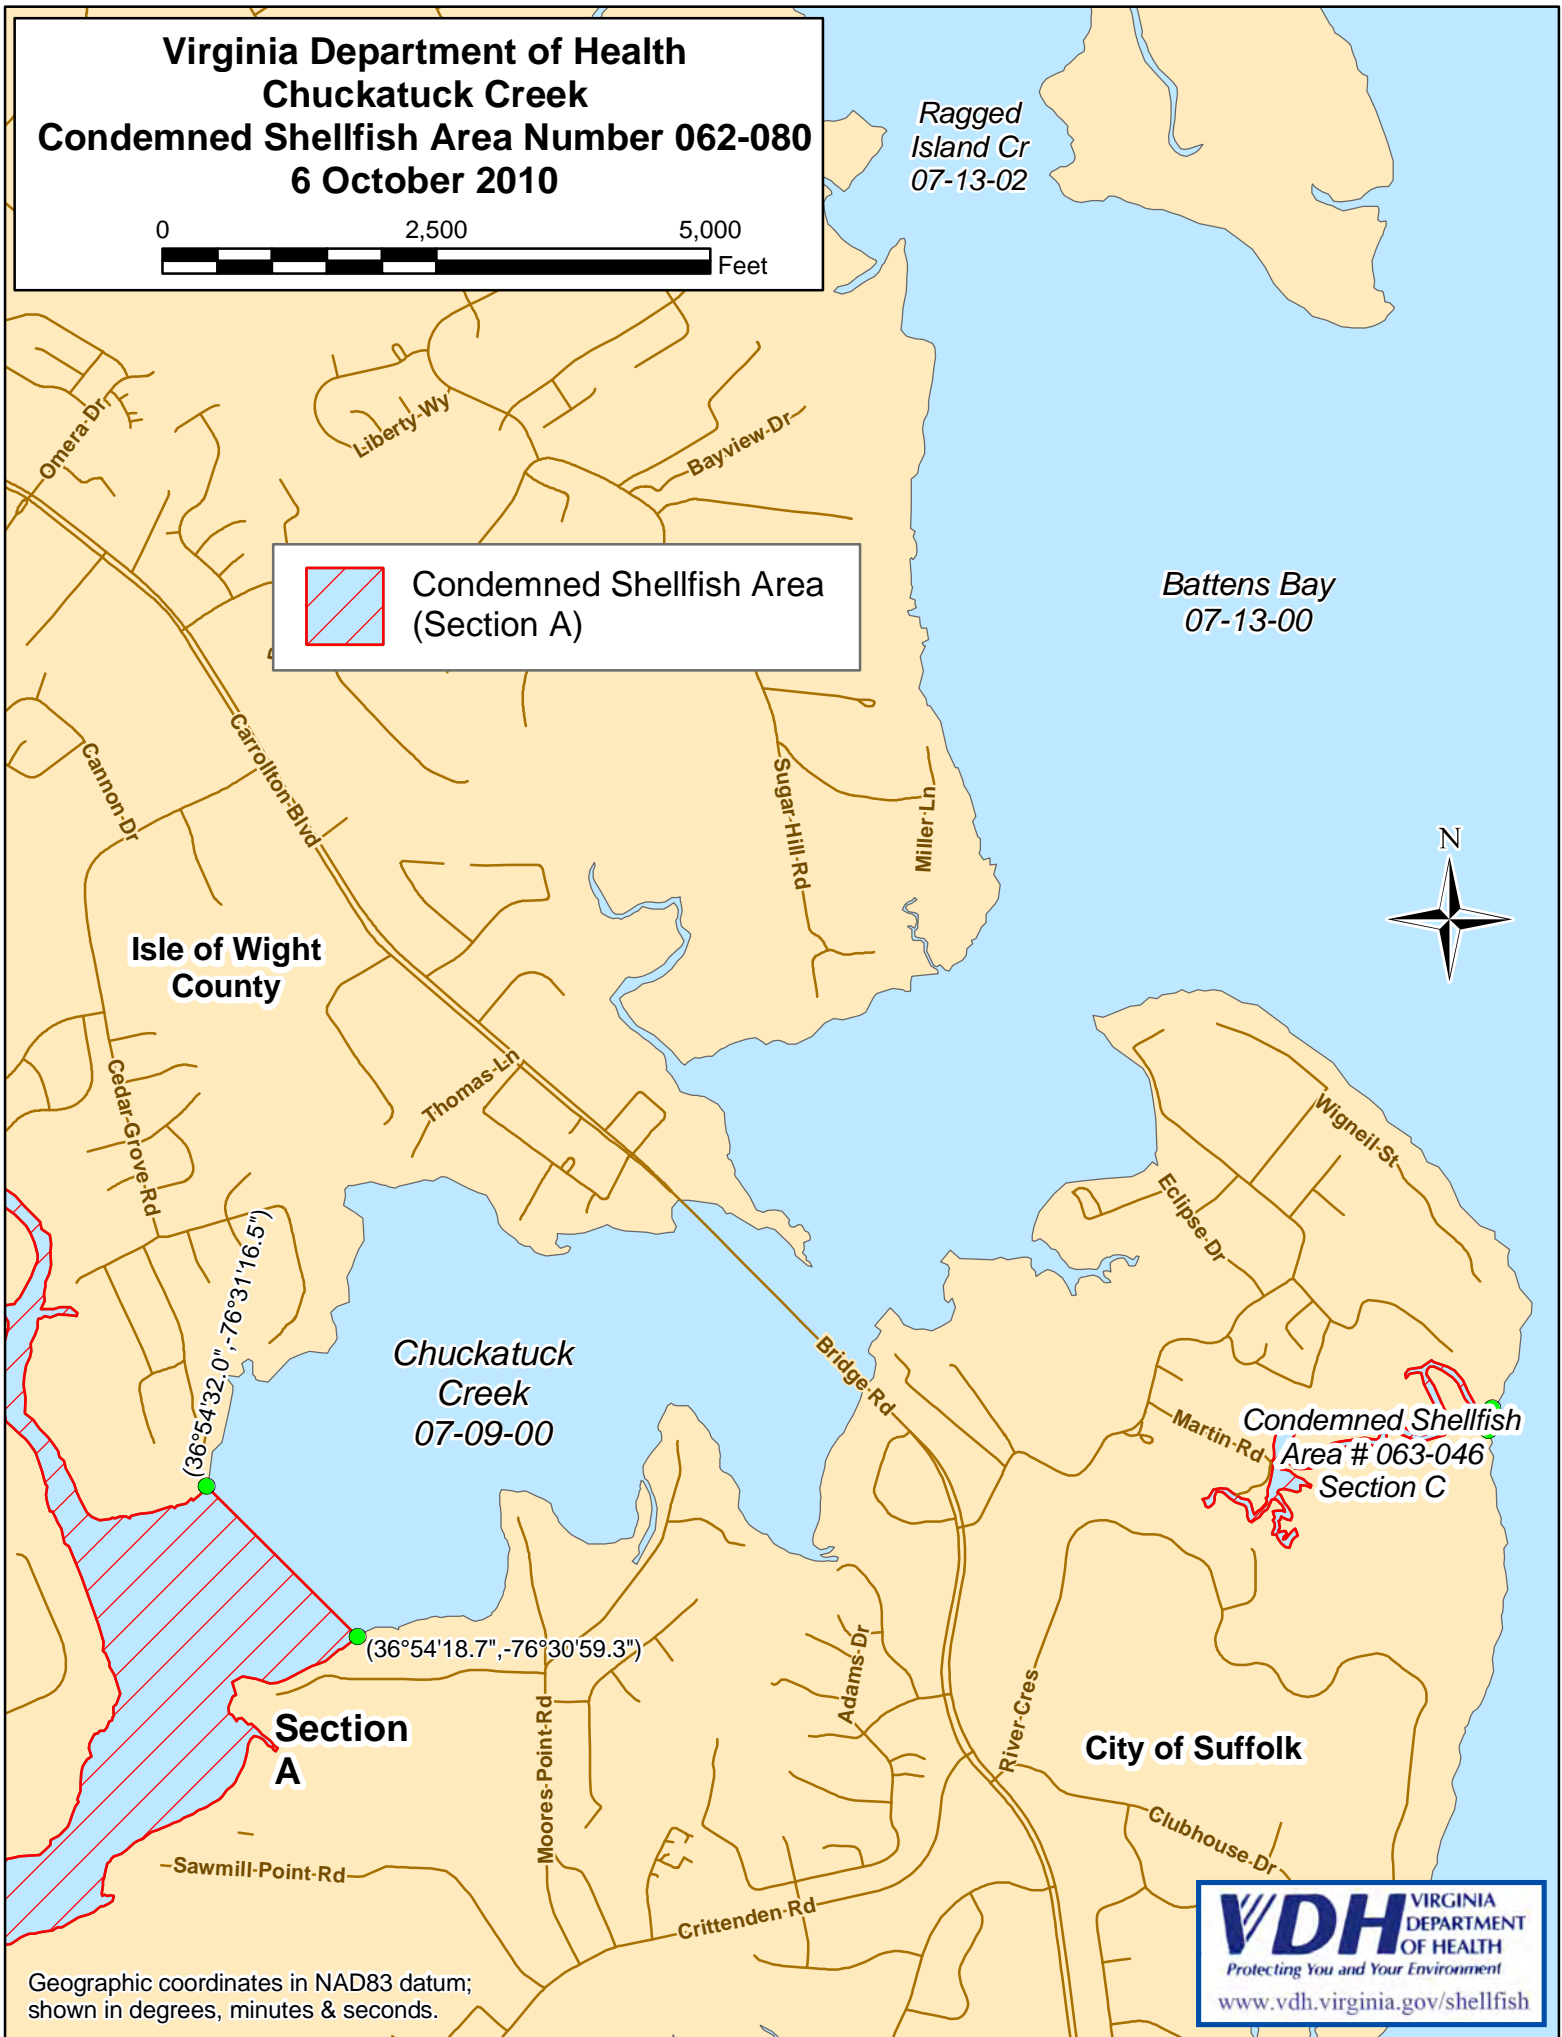 Virginia Department of Health
Chuckatuck Creek
Condemned Shellfish Area Number 062-080
6 October 2010
0 2,500 5,000
Feet
Ragged
Island Cr
07-13-02
Omera Dr
Liberty Wy
Bayview Dr
Condemned Shellfish Area
(Section A)
Battens Bay
07-13-00
Carrollton Blvd
Cannon Dr
Sugar Hill Rd
Miller Ln
N
Isle of Wight
County
Thomas Ln
Cedar Grove Rd
Wigneil St
Eclipse Dr
(36°54'32.0",-76°31'16.5")
Chuckatuck
Creek
07-09-00
Bridge Rd
Martin Rd
Condemned Shellfish
Area # 063-046
Section C
(36°54'18.7",-76°30'59.3")
Adams Dr
River Cres
Moores Point Rd
Section
A
City of Suffolk
Clubhouse Dr
Sawmill Point Rd
Crittenden Rd
VDH VIRGINIA
DEPARTMENT
OF HEALTH
Protecting You and Your Environment
www.vdh.virginia.gov/shellfish
Geographic coordinates in NAD83 datum;
shown in degrees, minutes & seconds.